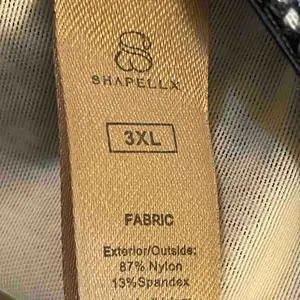 SHAPELLX
3XL
FABRIC
Exterior/Outside:
87% Nylon
13%Spandex